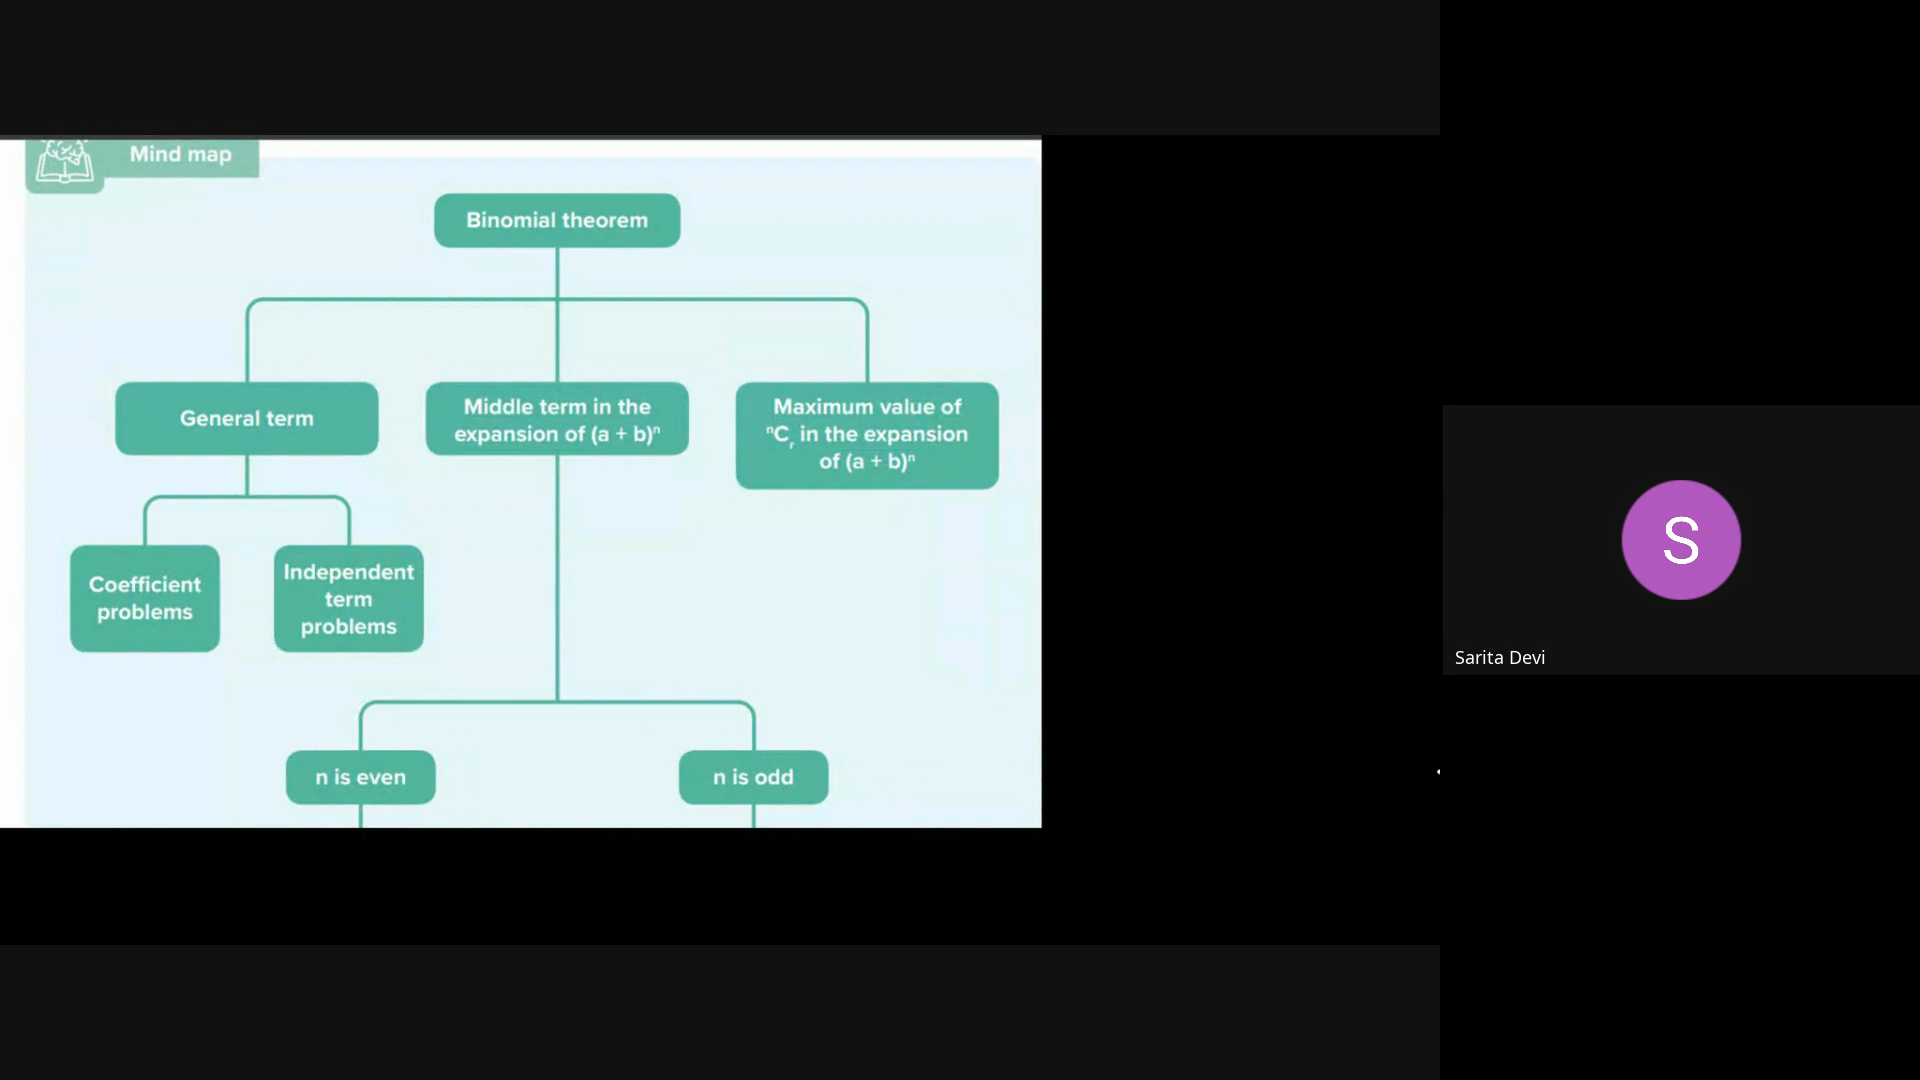 Mind map
Binomial theorem
General term
Middle term in the
expansion of (a + b)ⁿ
Maximum value of
ⁿCᵣ in the expansion
of (a + b)ⁿ
Coefficient
problems
Independent
term
problems
n is even
n is odd
S
Sarita Devi